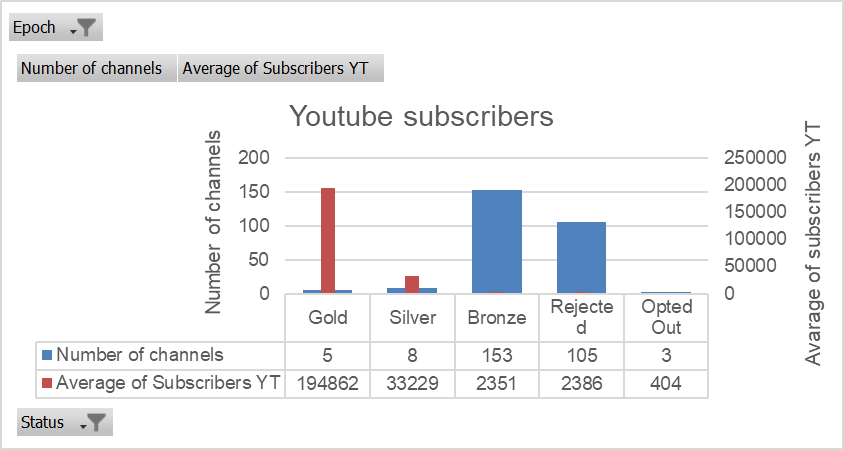 Epoch
Number of channels Average of Subscribers YT
Youtube subscribers
Number of channels
200
150
100
50
0
250000
200000
150000
100000
50000
0
Avarage of subscribers YT
Gold Silver Bronze Rejecte
d Opted
Out
Number of channels 5 8 153 105 3
Average of Subscribers YT 194862 33229 2351 2386 404
Status